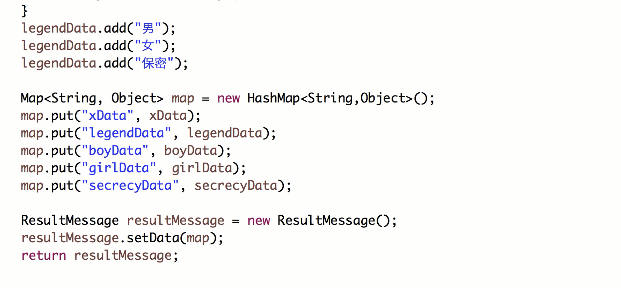 }
legendData.add("男");
legendData.add("女");
legendData.add("保密");
Map<String, Object> map = new HashMap<String,Object>();
map.put("xData", xData);
map.put("legendData", legendData);
map.put("boyData", boyData);
map.put("girlData", girlData);
map.put("secrecyData", secrecyData);
ResultMessage resultMessage = new ResultMessage();
resultMessage.setData(map);
return resultMessage;